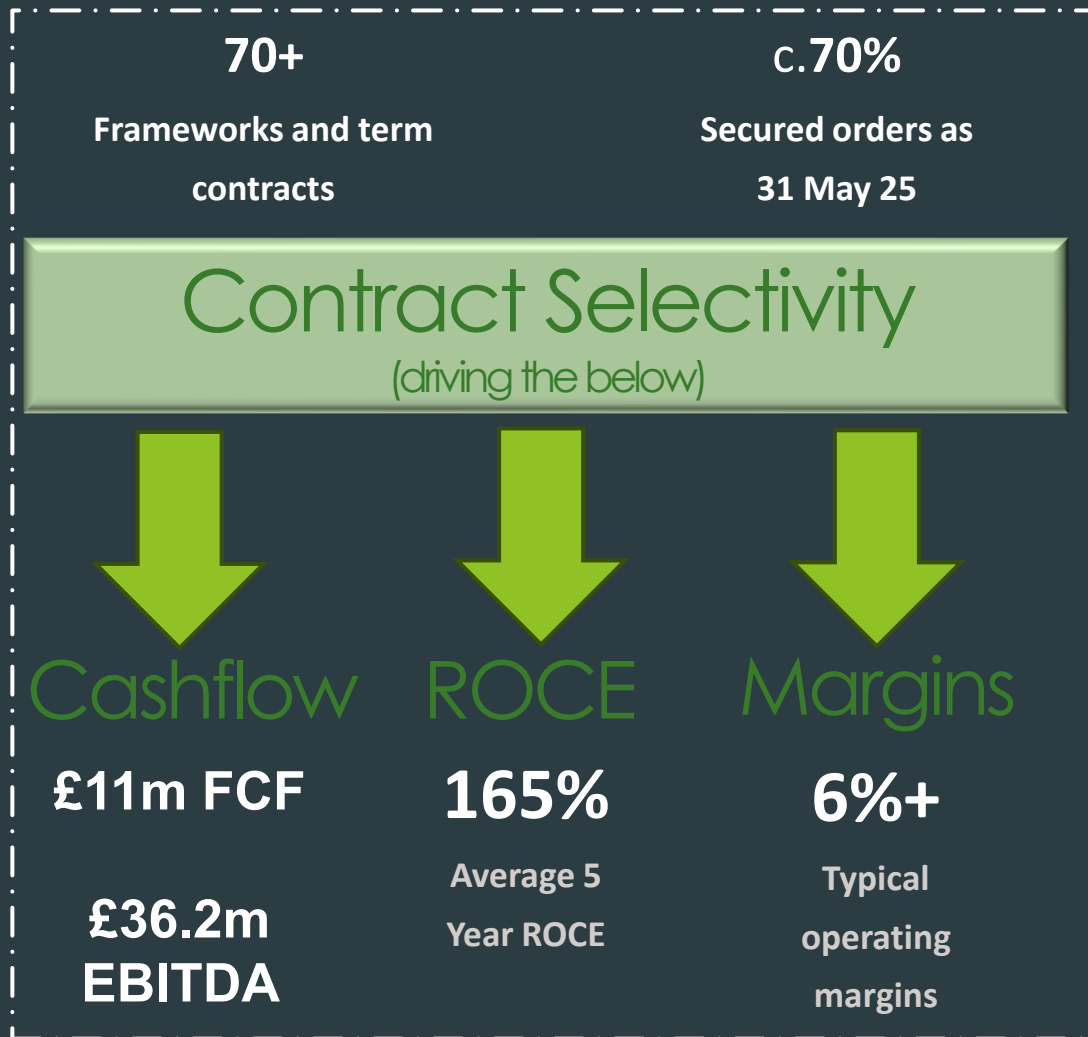 70+
Frameworks and term
contracts
c.70%
Secured orders as
31 May 25
Contract Selectivity
(driving the below)
Cashflow
£11m FCF
£36.2m
EBITDA
ROCE
165%
Average 5
Year ROCE
Margins
6%+
Typical
operating
margins